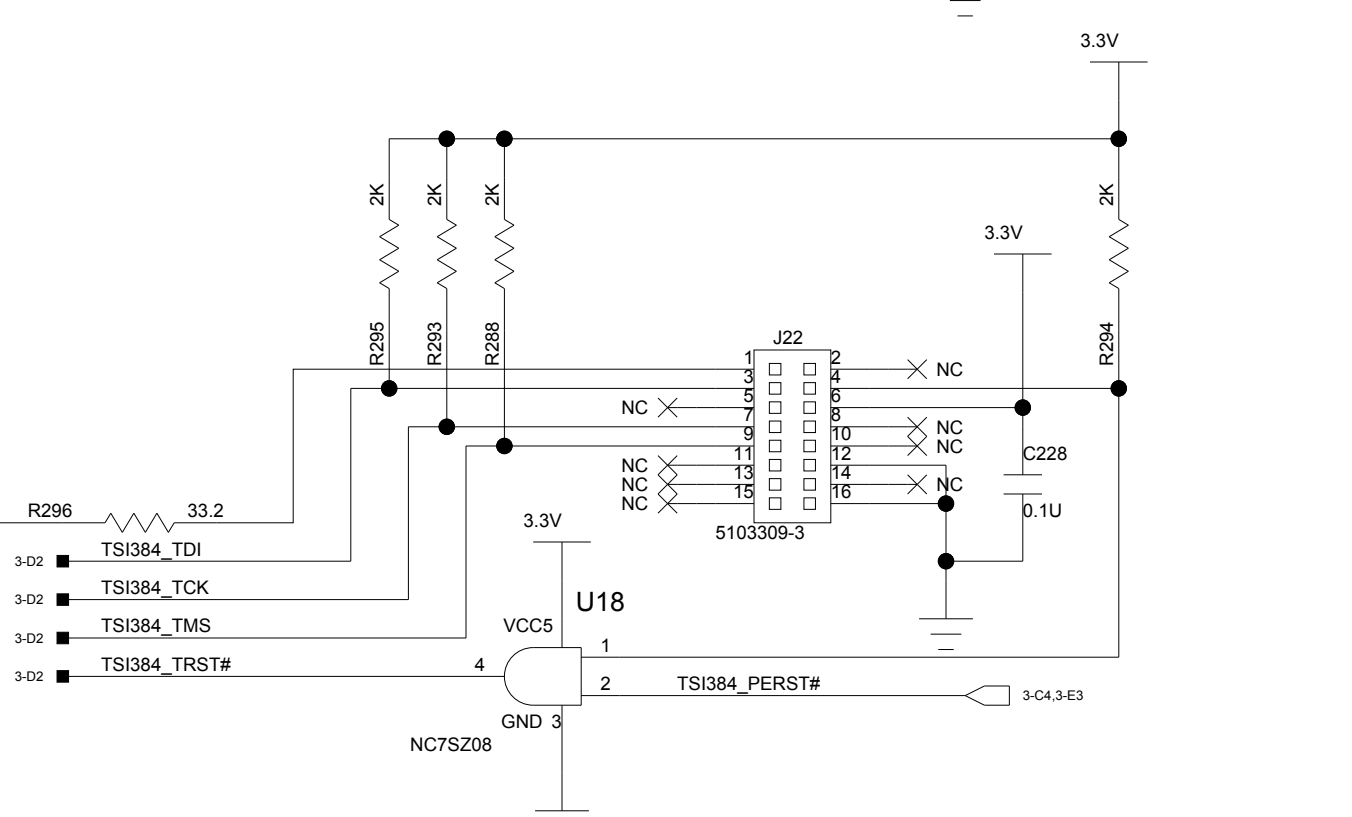 3.3V
2K
2K
2K
2K
3.3V
R295
R293
R288
R294
J22
1 2 NC
3 4
NC 5 6
7 8 NC
9 10 NC
NC 11 12
NC 13 14 NC
NC 15 16
C228
0.1U
5103309-3
R296 33.2
3.3V
3-D2 TSI384_TDI
3-D2 TSI384_TCK
U18
3-D2 TSI384_TMS
VCC5
1
3-D2 TSI384_TRST# 4
2 TSI384_PERST# 3-C4,3-E3
GND 3
NC7SZ08